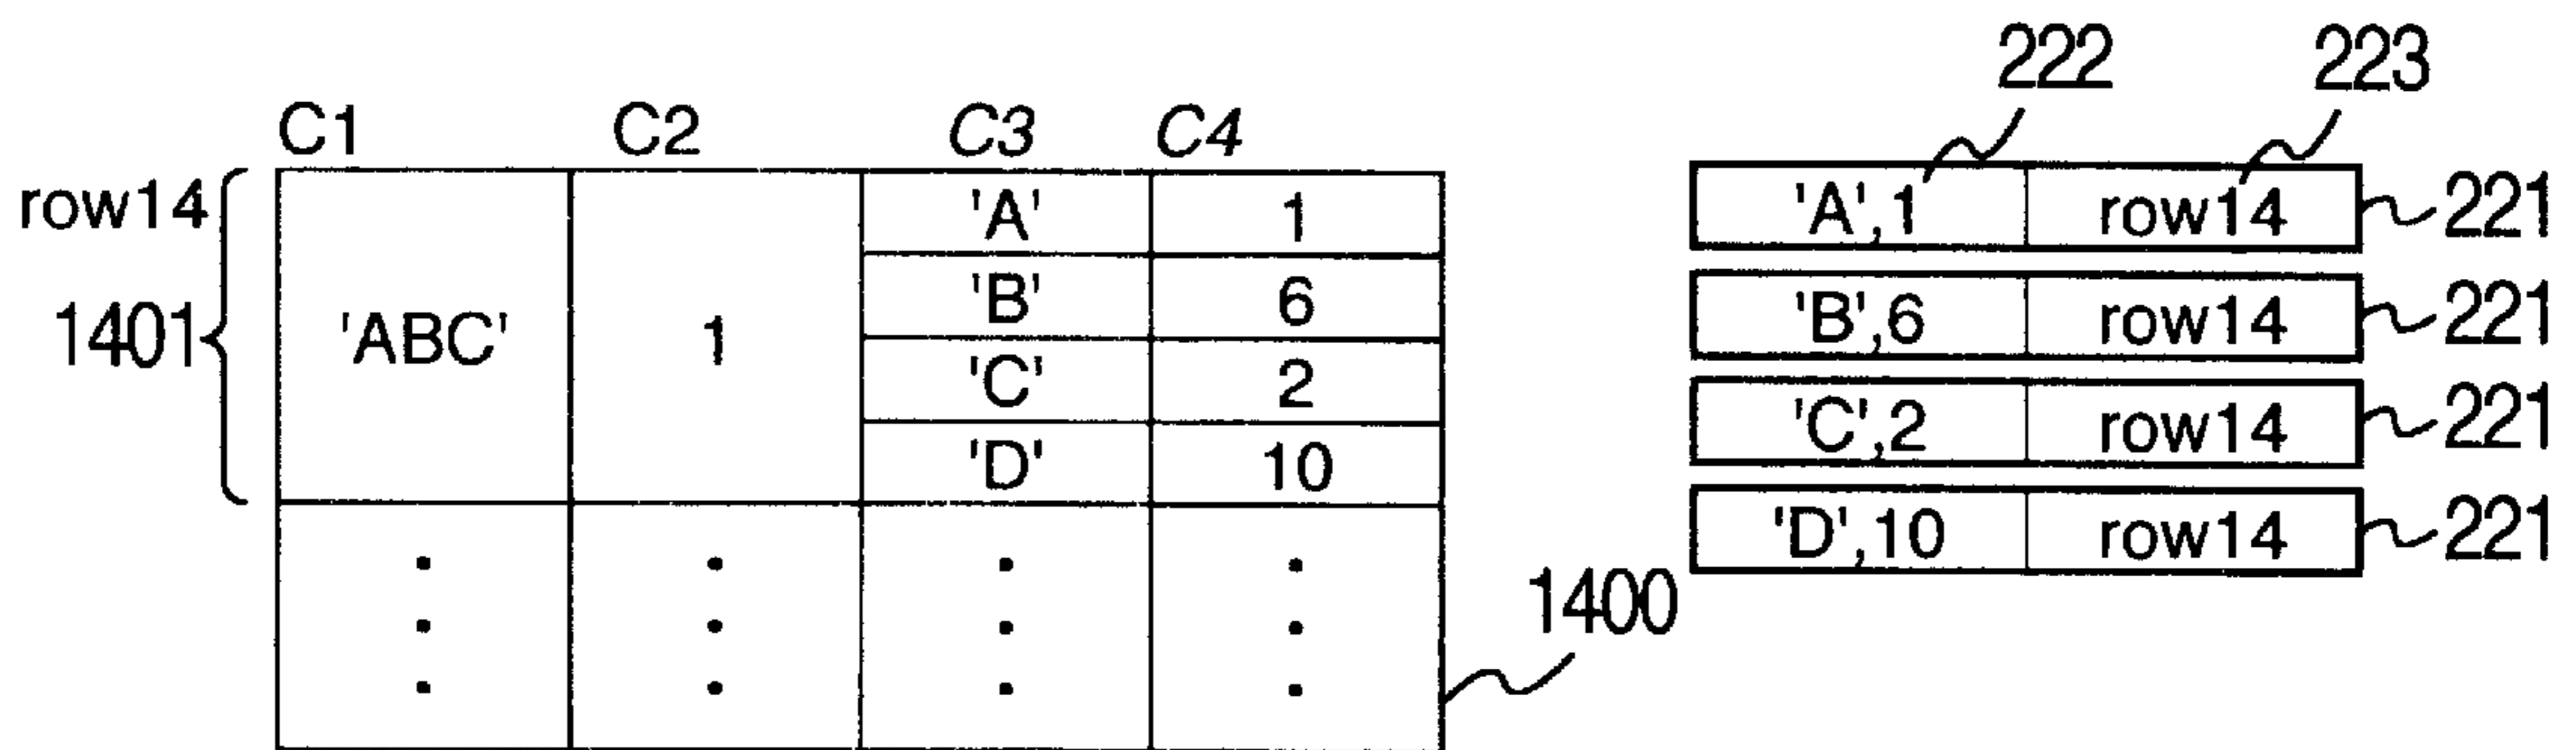 222 223
C1 C2 C3 C4
row14 'A' 1 'A',1 row14 221
1401 'ABC' 1 'B' 6 'B',6 row14 221
'C' 2 'C',2 row14 221
'D' 10 'D',10 row14 221
1400